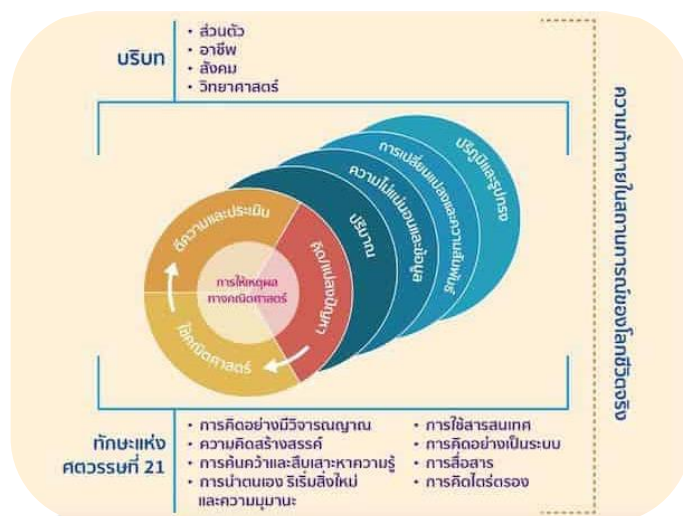 บริบท
• ส่วนตัว
• อาชีพ
• สังคม
• วิทยาศาสตร์
ปริภูมิและรูปทรง
การเปลี่ยนแปลงและความสัมพันธ์
ความไม่แน่นอนและข้อมูล
ปริมาณ
ตีความและประเมิน
คิด/แปลงปัญหา
ใช้คณิตศาสตร์
การให้เหตุผล
ทางคณิตศาสตร์
ความท้าทายในสถานการณ์ของโลกชีวิตจริง
ทักษะแห่ง
ศตวรรษที่ 21
• การคิดอย่างมีวิจารณญาณ
• ความคิดสร้างสรรค์
• การค้นคว้าและสืบเสาะหาความรู้
• การนำตนเอง ริเริ่มสิ่งใหม่
และความมุมานะ
• การใช้สารสนเทศ
• การคิดอย่างเป็นระบบ
• การสื่อสาร
• การคิดไตร่ตรอง